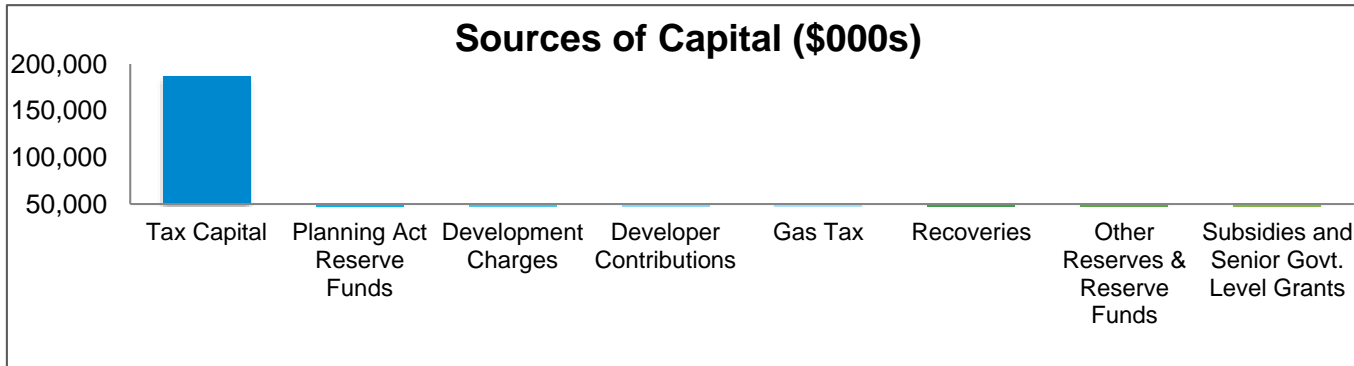 Sources of Capital ($000s)
200,000
150,000
100,000
50,000
Tax Capital
Planning Act
Reserve
Funds
Development
Charges
Developer
Contributions
Gas Tax
Recoveries
Other
Reserves &
Reserve
Funds
Subsidies and
Senior Govt.
Level Grants